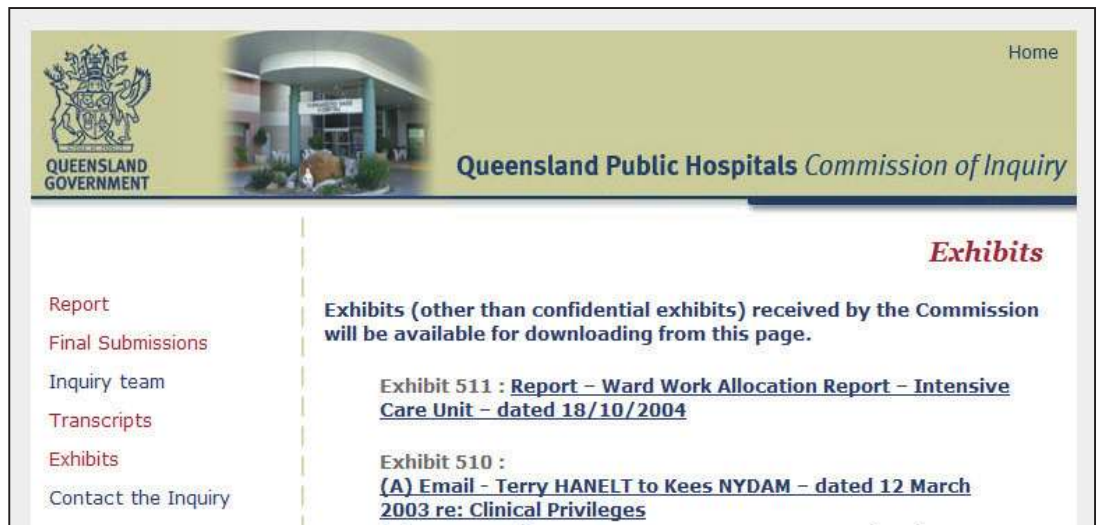 Home
QUEENSLAND
GOVERNMENT
Queensland Public Hospitals Commission of Inquiry
Exhibits
Report
Final Submissions
Inquiry team
Transcripts
Exhibits
Contact the Inquiry
Exhibits (other than confidential exhibits) received by the Commission
will be available for downloading from this page.
Exhibit 511 : Report – Ward Work Allocation Report – Intensive
Care Unit – dated 18/10/2004
Exhibit 510 :
(A) Email - Terry HANELT to Kees NYDAM – dated 12 March
2003 re: Clinical Privileges